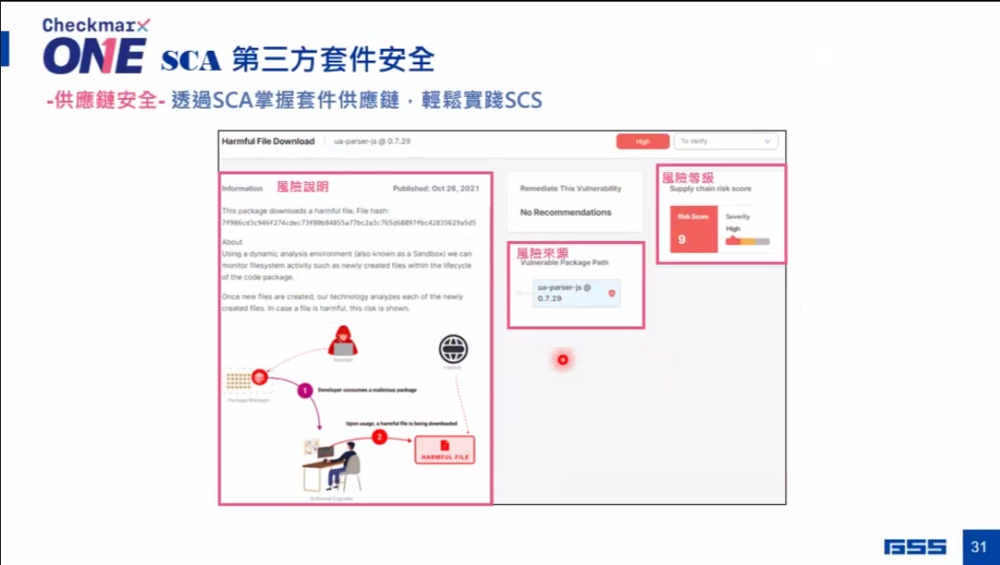 Checkmarx
ONE SCA 第三方套件安全
-供應鏈安全- 透過SCA掌握套件供應鏈，輕鬆實踐SCS
Harmful File Download
ua-parser-js @ 0.7.29
High
To Verify
Information 風險說明 Published: Oct 26, 2021
This package downloads a harmful file. File hash:
7f986cd3c946f274cdec73f80b84855a77bc2a3c765d68897fbc42835629a5d5
About
Using a dynamic analysis environment (also known as a Sandbox) we can
monitor filesystem activity such as newly created files within the lifecycle
of the code package.
Once new files are created, our technology analyzes each of the newly
created files. In case a file is harmful, this risk is shown.
Internet
Package Manager
1 Developer consumes a malicious package
Upon usage, a harmful file is being downloaded
2
HARMFUL FILE
Software Engineer
Remediate This Vulnerability
No Recommendations
風險來源
Vulnerable Package Path
ua-parser-js @
0.7.29
風險等級
Supply chain risk score
Risk Score
9
Severity
High
GSS
31